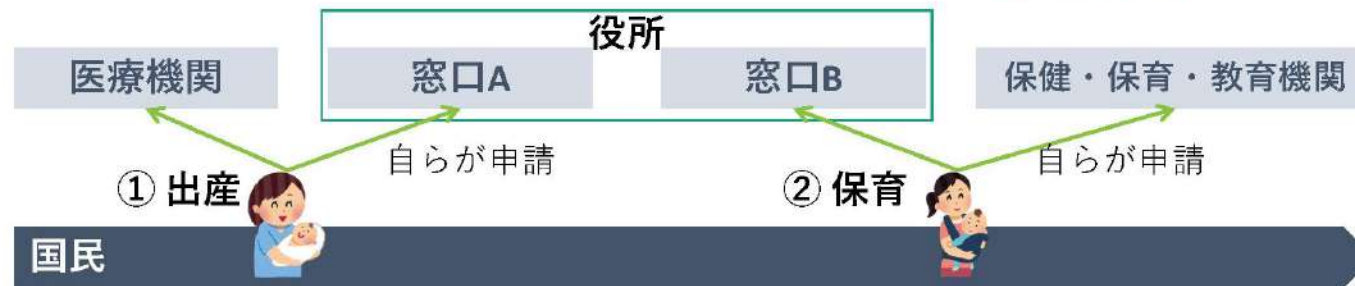 役所
医療機関
窓口A
窓口B
保健・保育・教育機関
自らが申請
自らが申請
① 出産
② 保育
国民